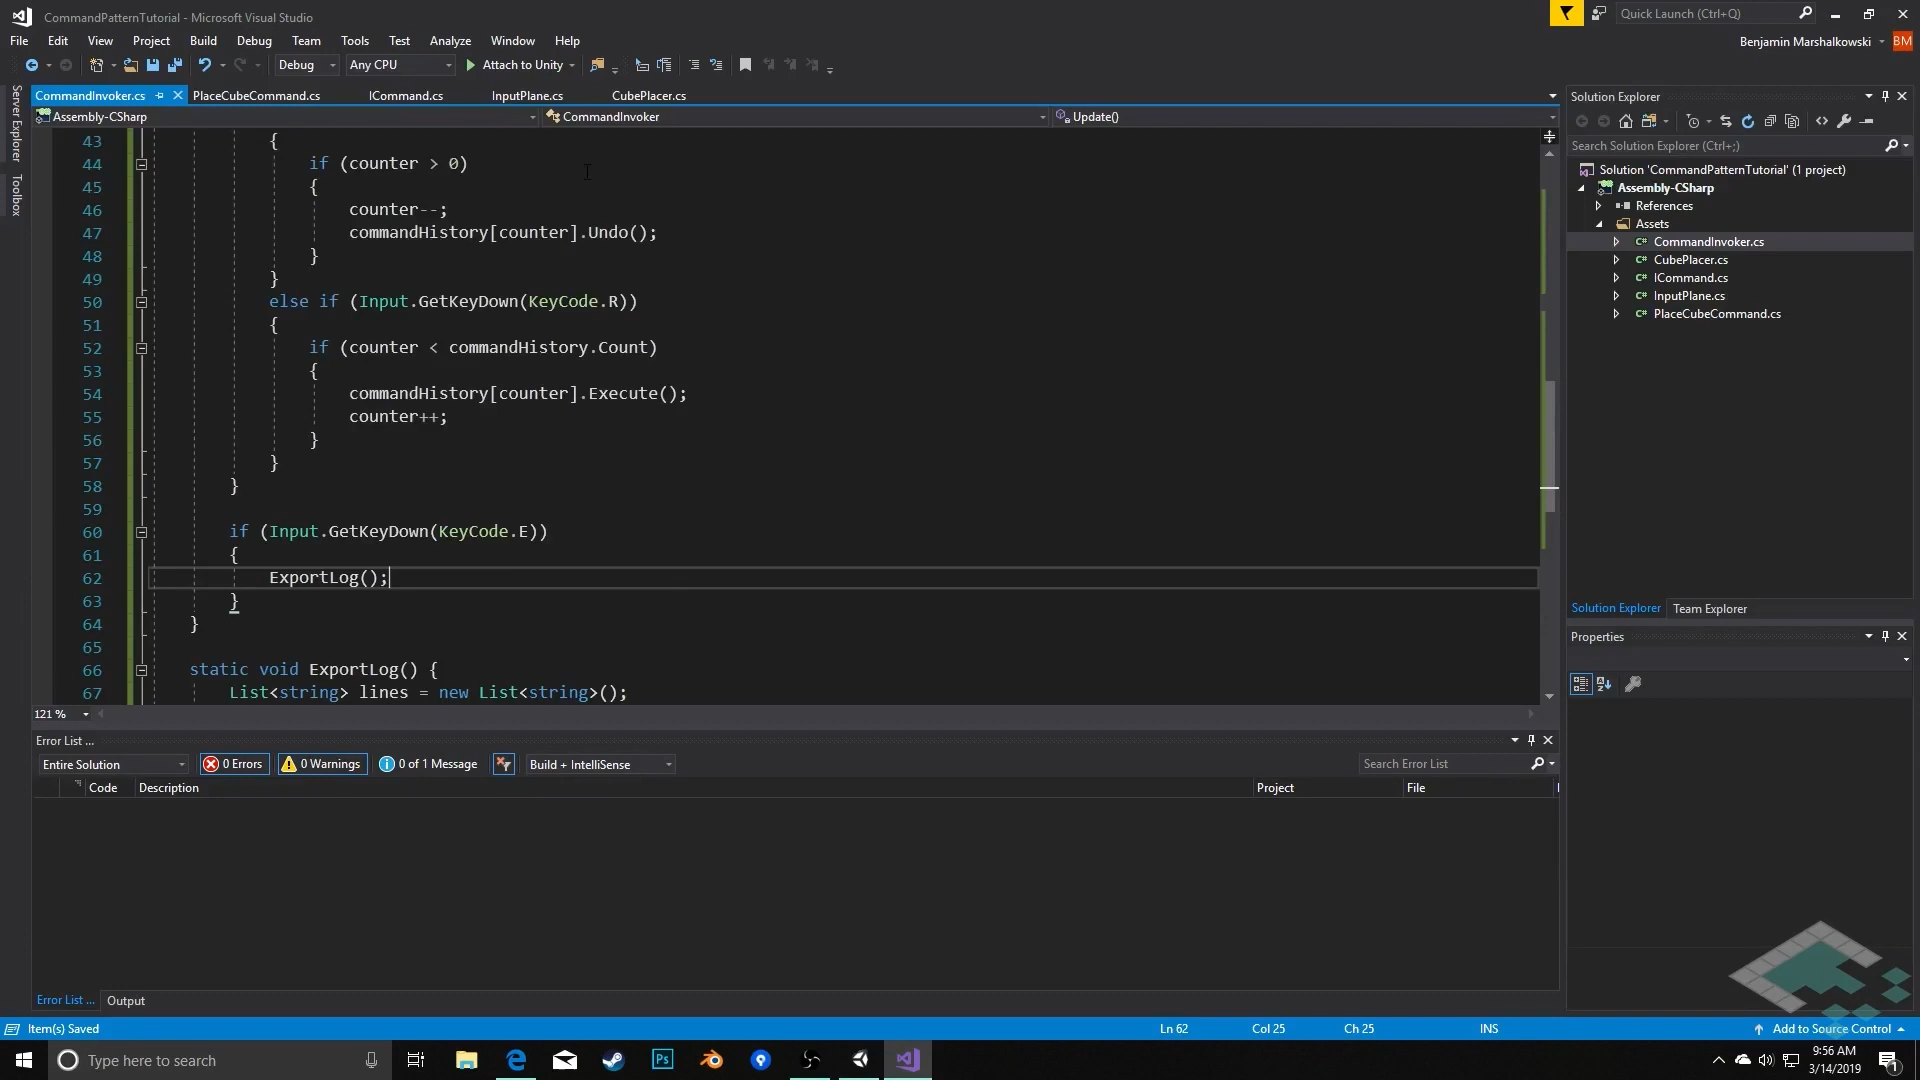 CommandPatternTutorial - Microsoft Visual Studio
Quick Launch (Ctrl+Q)
File Edit View Project Build Debug Team Tools Test Analyze Window Help
Benjamin Marshalkowski BM
Debug Any CPU Attach to Unity
CommandInvoker.cs PlaceCubeCommand.cs ICommand.cs InputPlane.cs CubePlacer.cs
Assembly-CSharp CommandInvoker Update()
Server Explorer
Toolbox
43 {
44 if (counter > 0)
45 {
46 counter--;
47 commandHistory[counter].Undo();
48 }
49 }
50 else if (Input.GetKeyDown(KeyCode.R))
51 {
52 if (counter < commandHistory.Count)
53 {
54 commandHistory[counter].Execute();
55 counter++;
56 }
57 }
58 }
59
60 if (Input.GetKeyDown(KeyCode.E))
61 {
62 ExportLog();
63 }
64 }
65
66 static void ExportLog() {
67 List<string> lines = new List<string>();
121 %
Solution Explorer
Search Solution Explorer (Ctrl+;)
Solution 'CommandPatternTutorial' (1 project)
Assembly-CSharp
References
Assets
C# CommandInvoker.cs
C# CubePlacer.cs
C# ICommand.cs
C# InputPlane.cs
C# PlaceCubeCommand.cs
Solution Explorer Team Explorer
Properties
Error List ...
Entire Solution 0 Errors 0 Warnings 0 of 1 Message Build + IntelliSense Search Error List
Code Description Project File
Error List ... Output
Item(s) Saved Ln 62 Col 25 Ch 25 INS Add to Source Control
Type here to search
Ps
9:56 AM
3/14/2019
1